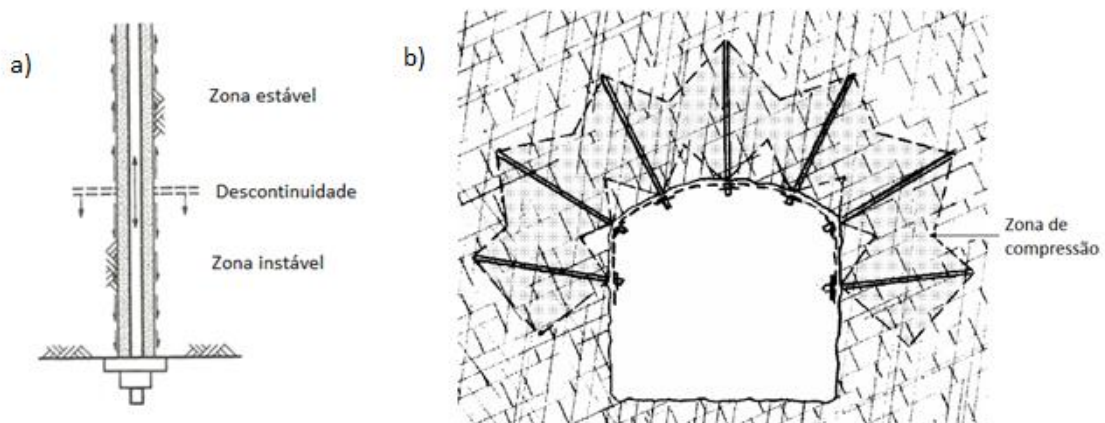 a)
Zona estável
Descontinuidade
Zona instável
b)
Zona de
compressão